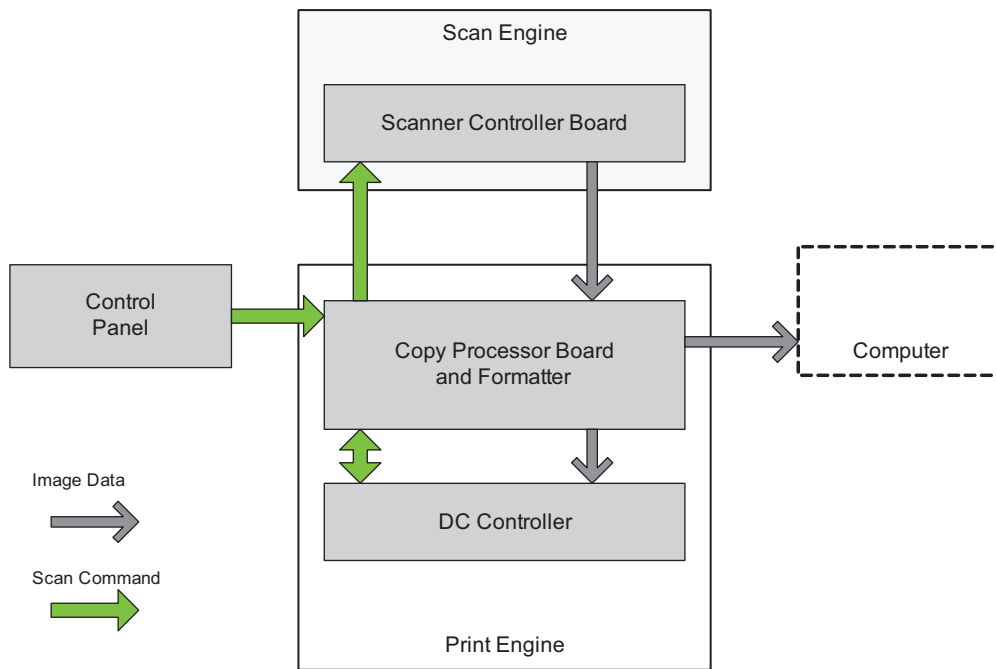 Scan Engine
Scanner Controller Board
Control
Panel
Copy Processor Board
and Formatter
Computer
Image Data
DC Controller
Scan Command
Print Engine